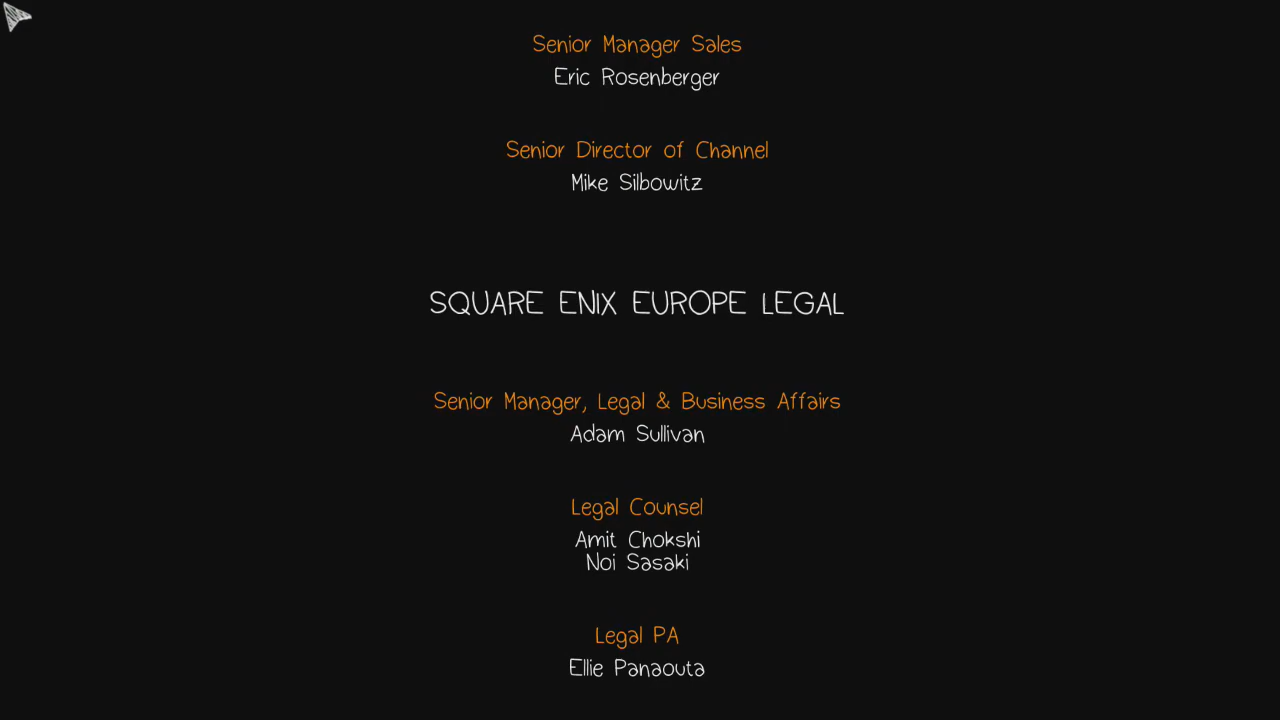 Senior Manager Sales
Eric Rosenberger
Senior Director of Channel
Mike Silbowitz
SQUARE ENIX EUROPE LEGAL
Senior Manager, Legal & Business Affairs
Adam Sullivan
Legal Counsel
Amit Chokshi
Noi Sasaki
Legal PA
Ellie Panaouta